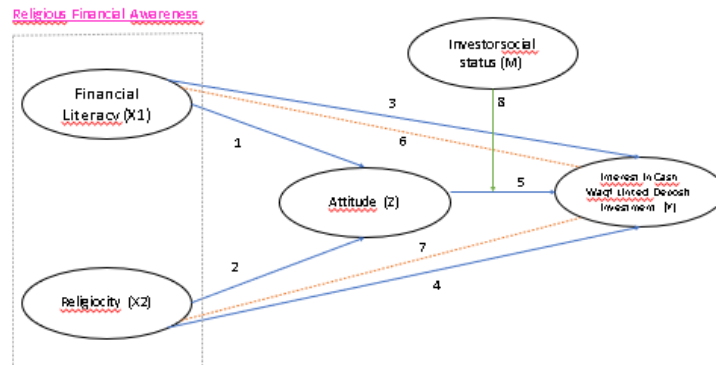 Religious Financial Awareness
Investor social
status (M)
Financial
Literacy (X1)
3
8
1
6
Attitude (Z)
5
Interest In Cash
Waqf Linked Deposit
Investment (Y)
2
7
Religiocity (X2)
4